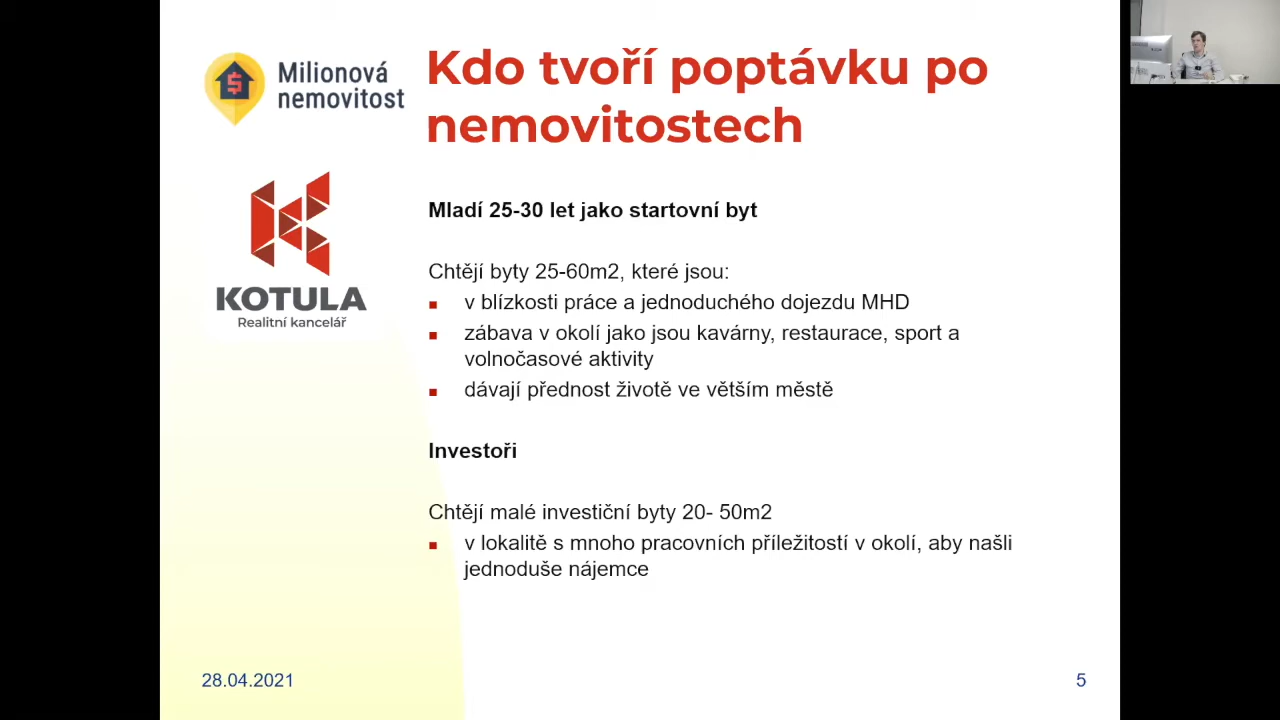 Milionová
nemovitost
Kdo tvoří poptávku po
nemovitostech
KOTULA
Realitní kancelář
Mladí 25-30 let jako startovní byt
Chtějí byty 25-60m2, které jsou:
▪ v blízkosti práce a jednoduchého dojezdu MHD
▪ zábava v okolí jako jsou kavárny, restaurace, sport a
volnočasové aktivity
▪ dávají přednost životě ve větším městě
Investoři
Chtějí malé investiční byty 20- 50m2
▪ v lokalitě s mnoho pracovních příležitostí v okolí, aby našli
jednoduše nájemce
28.04.2021
5